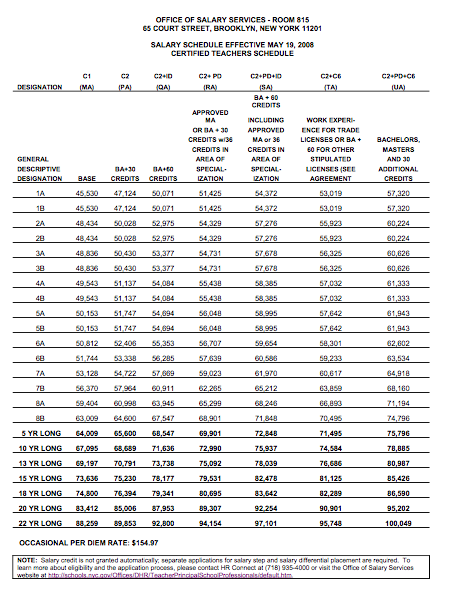 OFFICE OF SALARY SERVICES - ROOM 815
65 COURT STREET, BROOKLYN, NEW YORK 11201
SALARY SCHEDULE EFFECTIVE MAY 19, 2008
CERTIFIED TEACHERS SCHEDULE
C1 C2 C2+ID C2+ PD C2+PD+ID C2+C6 C2+PD+C6
DESIGNATION (MA) (PA) (QA) (RA) (SA) (TA) (UA)
BA + 60
CREDITS
APPROVED
MA INCLUDING WORK EXPERI-
OR BA + 30 APPROVED ENCE FOR TRADE
CREDITS w/36 MA or 36 LICENSES OR BA + BACHELORS,
CREDITS IN CREDITS IN 60 FOR OTHER MASTERS
GENERAL AREA OF AREA OF STIPULATED AND 30
DESCRIPTIVE BA+30 BA+60 SPECIAL- SPECIAL- LICENSES (SEE ADDITIONAL
DESIGNATION BASE CREDITS CREDITS IZATION IZATION AGREEMENT CREDITS
1A 45,530 47,124 50,071 51,425 54,372 53,019 57,320
1B 45,530 47,124 50,071 51,425 54,372 53,019 57,320
2A 48,434 50,028 52,975 54,329 57,276 55,923 60,224
2B 48,434 50,028 52,975 54,329 57,276 55,923 60,224
3A 48,836 50,430 53,377 54,731 57,678 56,325 60,626
3B 48,836 50,430 53,377 54,731 57,678 56,325 60,626
4A 49,543 51,137 54,084 55,438 58,385 57,032 61,333
4B 49,543 51,137 54,084 55,438 58,385 57,032 61,333
5A 50,153 51,747 54,694 56,048 58,995 57,642 61,943
5B 50,153 51,747 54,694 56,048 58,995 57,642 61,943
6A 50,812 52,406 55,353 56,707 59,654 58,301 62,602
6B 51,744 53,338 56,285 57,639 60,586 59,233 63,534
7A 53,128 54,722 57,669 59,023 61,970 60,617 64,918
7B 56,370 57,964 60,911 62,265 65,212 63,859 68,160
8A 59,404 60,998 63,945 65,299 68,246 66,893 71,194
8B 63,009 64,600 67,547 68,901 71,848 70,495 74,796
5 YR LONG 64,009 65,600 68,547 69,901 72,848 71,495 75,796
10 YR LONG 67,095 68,689 71,636 72,990 75,937 74,584 78,885
13 YR LONG 69,197 70,791 73,738 75,092 78,039 76,686 80,987
15 YR LONG 73,636 75,230 78,177 79,531 82,478 81,125 85,426
18 YR LONG 74,800 76,394 79,341 80,695 83,642 82,289 86,590
20 YR LONG 83,412 85,006 87,953 89,307 92,254 90,901 95,202
22 YR LONG 88,259 89,853 92,800 94,154 97,101 95,748 100,049
OCCASIONAL PER DIEM RATE: $154.97
NOTE: Salary credit is not granted automatically; separate applications for salary step and salary differential placement are required. To
learn more about eligibility and the application process, please contact HR Connect at (718) 935-4000 or visit the Office of Salary Services
website at http://schools.nyc.gov/Offices/DHR/TeacherPrincipalSchoolProfessionals/default.htm.